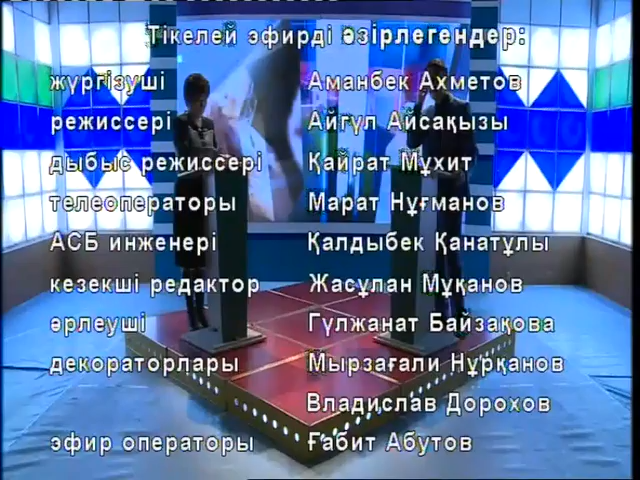 Тікелей эфирді әзірлегендер:
жүргізуші Аманбек Ахметов
режиссері Айгүл Айсақызы
дыбыс режиссері Қайрат Мұхит
телеоператоры Марат Нұғманов
АСБ инженері Қалдыбек Қанатұлы
кезекші редактор Жасұлан Мұқанов
әрлеуші Гүлжанат Байзақова
декораторлары Мырзағали Нұрқанов
Владислав Дорохов
эфир операторы Ғабит Абутов